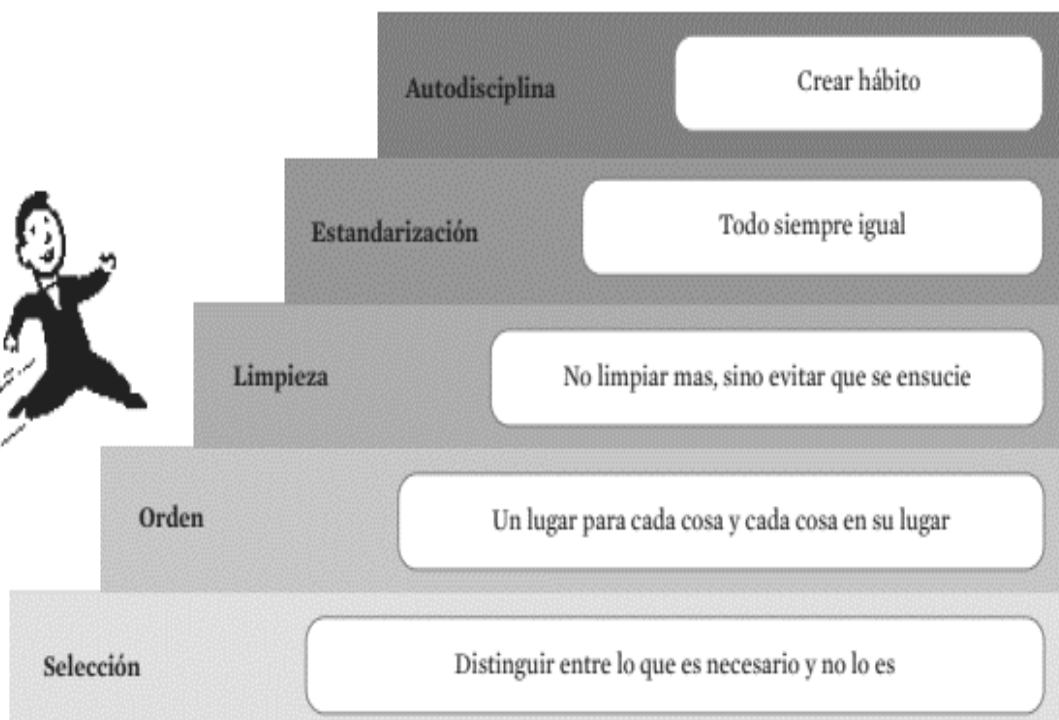 Autodisciplina
Crear hábito
Estandarización
Todo siempre igual
Limpieza
No limpiar mas, sino evitar que se ensucie
Orden
Un lugar para cada cosa y cada cosa en su lugar
Selección
Distinguir entre lo que es necesario y no lo es